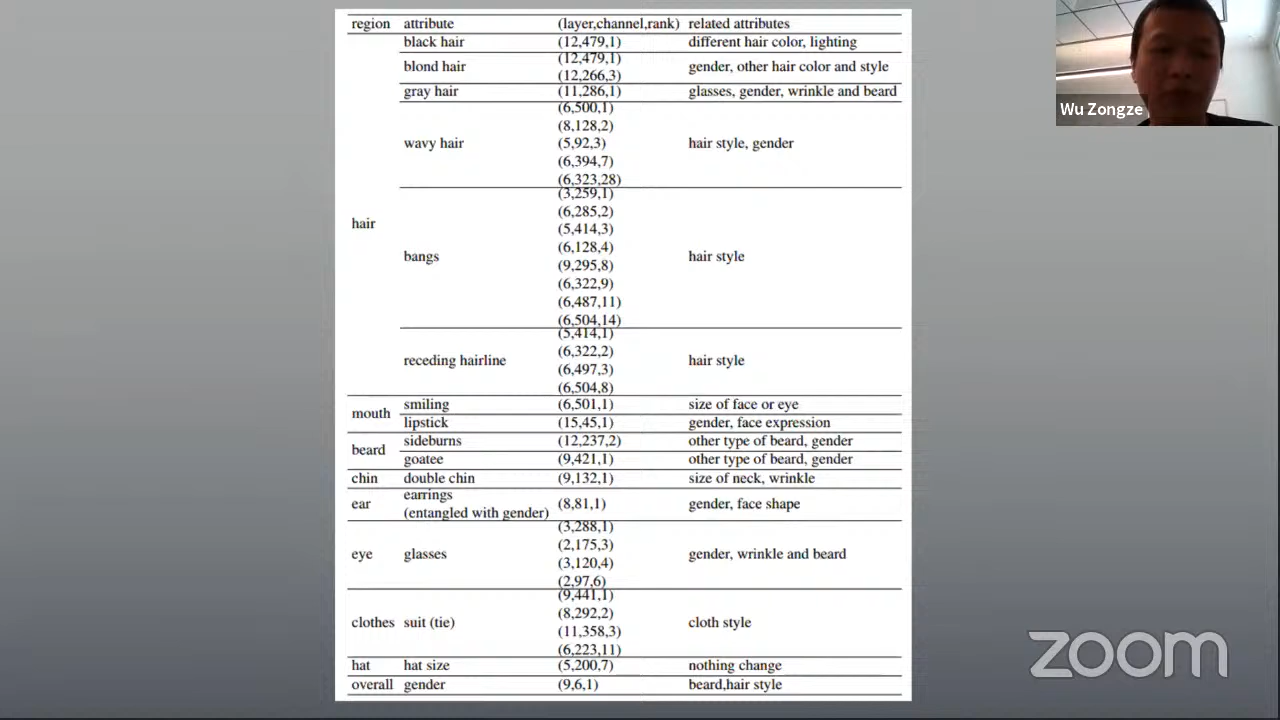 region attribute (layer,channel,rank) related attributes
black hair (12,479,1) different hair color, lighting
(12,479,1)
blond hair gender, other hair color and style
(12,266,3)
gray hair (11,286,1) glasses, gender, wrinkle and beard
(6,500,1)
(8,128,2)
wavy hair (5,92,3) hair style, gender
(6,394,7)
(6,323,28)
(3,259,1)
(6,285,2)
hair
(5,414,3)
(6,128,4)
bangs hair style
(9,295,8)
(6,322,9)
(6,487,11)
(6,504,14)
(5,414,1)
(6,322,2)
receding hairline hair style
(6,497,3)
(6,504,8)
smiling (6,501,1) size of face or eye
mouth
lipstick (15,45,1) gender, face expression
sideburns (12,237,2) other type of beard, gender
beard
goatee (9,421,1) other type of beard, gender
chin double chin (9,132,1) size of neck, wrinkle
earrings
ear (8,81,1) gender, face shape
(entangled with gender)
(3,288,1)
(2,175,3)
eye glasses gender, wrinkle and beard
(3,120,4)
(2,97,6)
(9,441,1)
(8,292,2)
clothes suit (tie) cloth style
(11,358,3)
(6,223,11)
hat hat size (5,200,7) nothing change
overall gender (9,6,1) beard,hair style
Wu Zongze
zoom